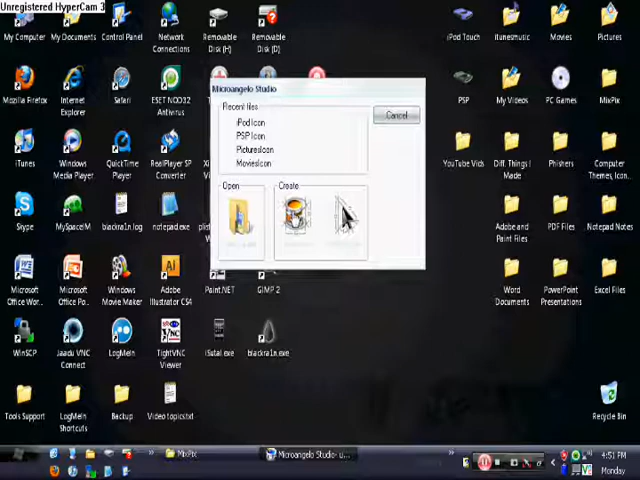 Unregistered HyperCam 3
My Computer
My Documents
Control Panel
Network Connections
Removable Disk (H)
Removable Disk (D)
iPod Touch
itunesmusic
Movies
Pictures
Microangelo Studio
Recent files
iPod Icon
PSP Icon
PicturesIcon
MoviesIcon
Cancel
Open
Create
Mozilla Firefox
Internet Explorer
Safari
ESET NOD32 Antivirus
PSP
My Videos
PC Games
MixPix
iTunes
Windows Media Player
QuickTime Player
RealPlayer SP Converter
YouTube Vids
Diff. Things I Made
Phishers
Computer Theme, Icon...
Skype
MySpaceIM
blackra1n.log
notepad.exe
Adobe and Paint Files
PDF Files
Notepad Notes
Microsoft Office Wor...
Microsoft Office Po...
Windows Movie Maker
Adobe Illustrator CS4
Paint.NET
GIMP 2
Word Documents
PowerPoint Presentations
Excel Files
WinSCP
Jaadu VNC Connect
LogMeIn
TightVNC Viewer
iSutal.exe
blackra1n.exe
Tools Support
LogMeIn Shortcuts
Backup
Video topics.txt
Recycle Bin
MixPix
Microangelo Studio- u...
4:51 PM
Monday